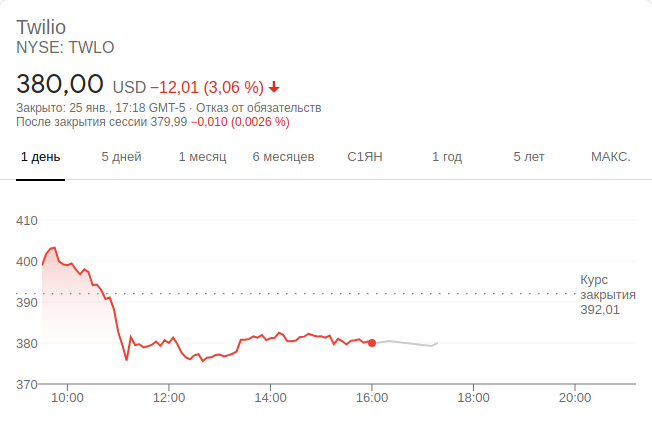 Twilio
NYSE: TWLO
380,00 USD −12,01 (3,06 %)
Закрыто: 25 янв., 17:18 GMT-5 · Отказ от обязательств
После закрытия сессии 379,99 −0,010 (0,0026 %)
1 день 5 дней 1 месяц 6 месяцев С1ЯН 1 год 5 лет МАКС.
410
400
Курс
закрытия
390
392,01
380
370
10:00 12:00 14:00 16:00 18:00 20:00